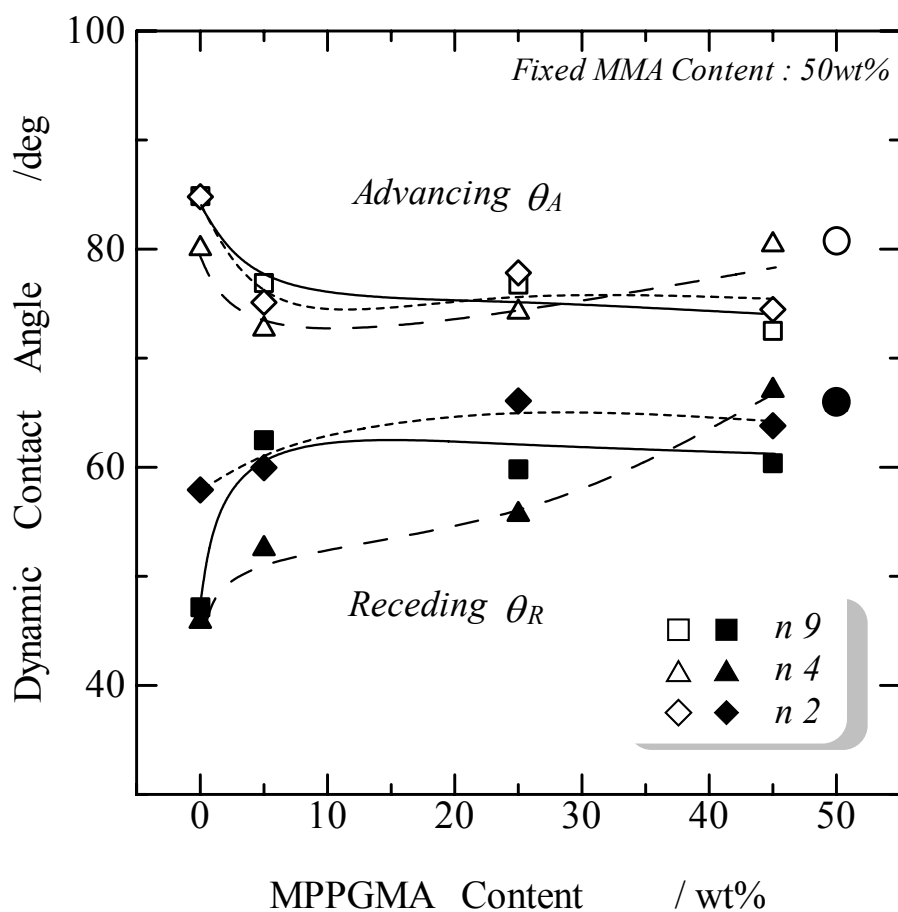 100
80
60
40
0
10
20
30
40
50
Dynamic Contact Angle /deg
MPPGMA Content / wt%
Fixed MMA Content : 50wt%
Advancing θA
Receding θR
n 9
n 4
n 2